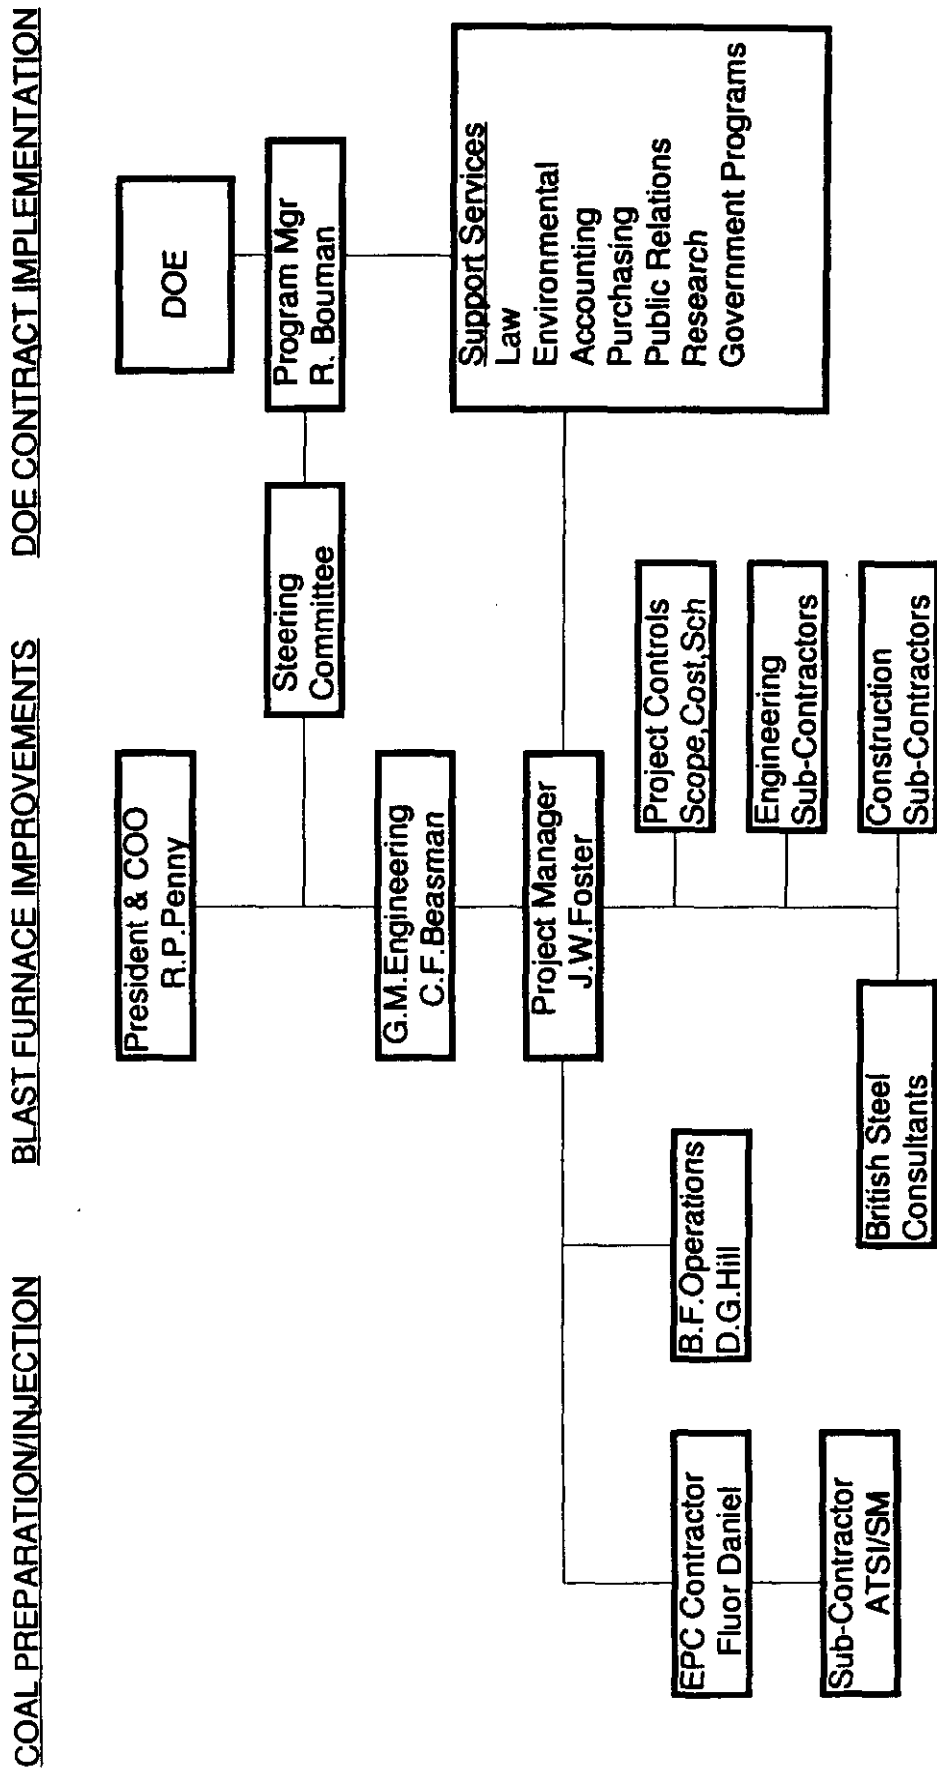 COAL PREPARATION/INJECTION
BLAST FURNACE IMPROVEMENTS
DOE CONTRACT IMPLEMENTATION
President & COO
R.P.Penny
DOE
Steering
Committee
Program Mgr
R. Bouman
G.M.Engineering
C.F.Beasman
Support Services
Law
Environmental
Accounting
Purchasing
Public Relations
Research
Government Programs
Project Manager
J.W.Foster
EPC Contractor
Fluor Daniel
B.F.Operations
D.G.Hill
Project Controls
Scope,Cost,Sch
Engineering
Sub-Contractors
Sub-Contractor
ATSI/SM
British Steel
Consultants
Construction
Sub-Contractors